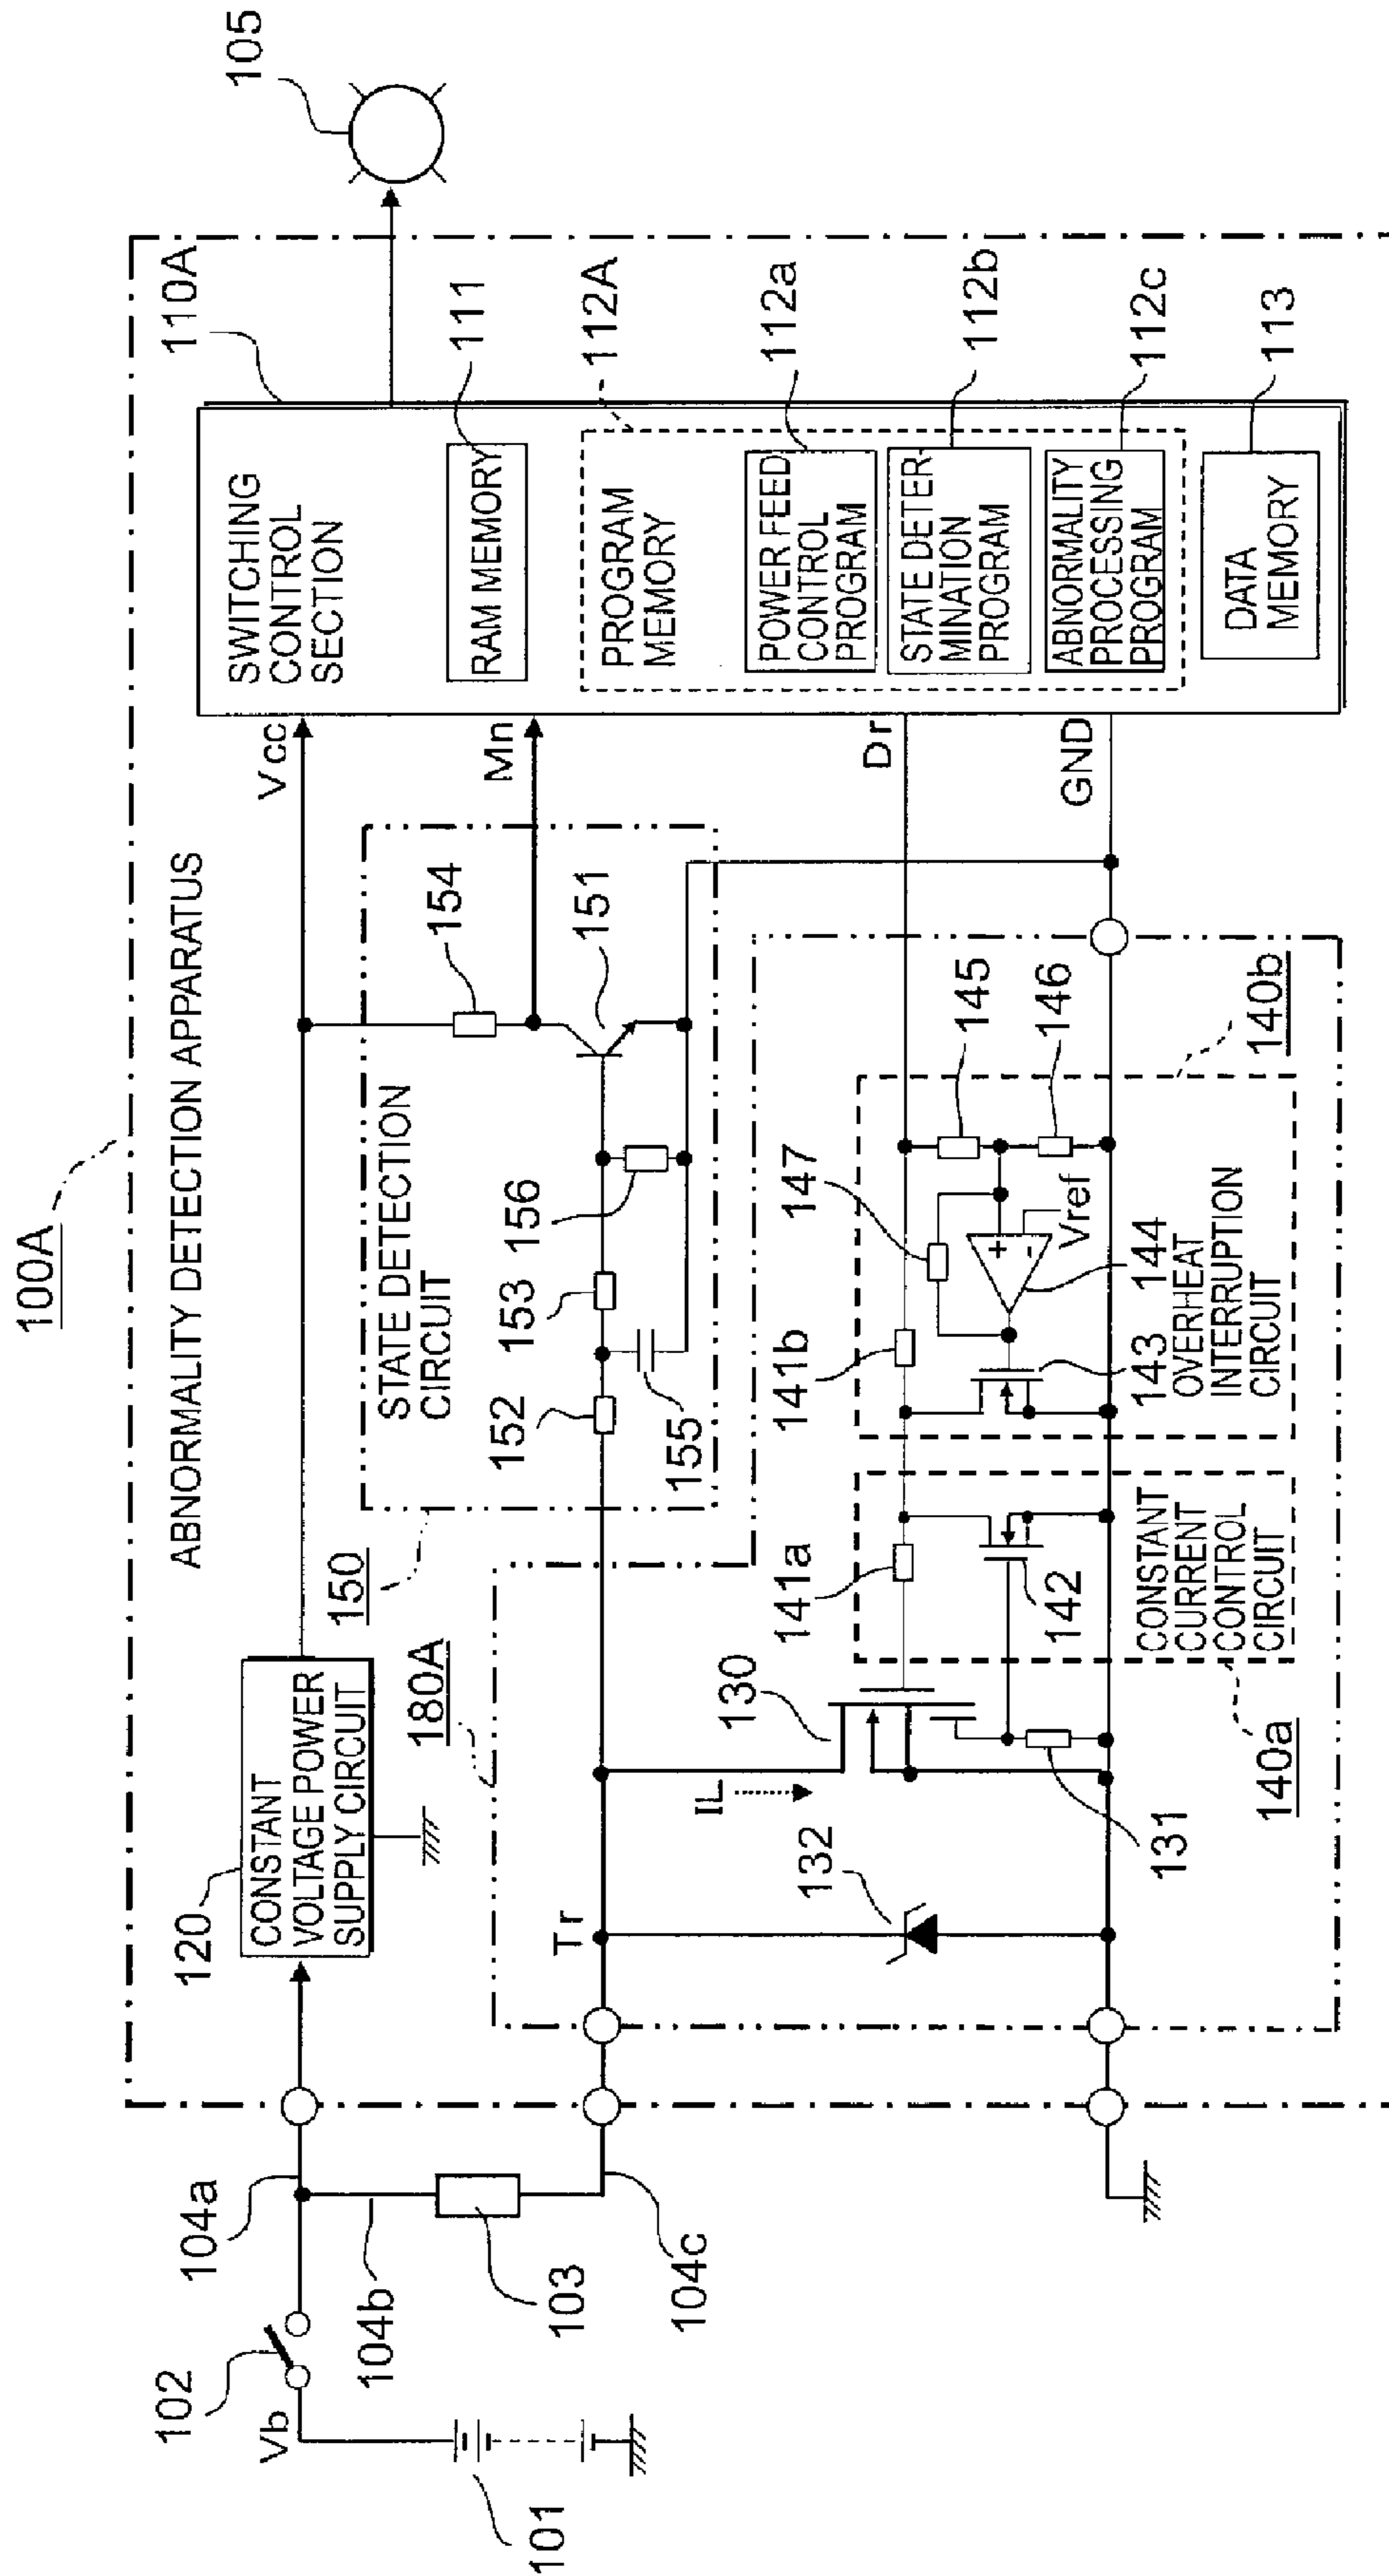 100A
ABNORMALITY DETECTION APPARATUS
110A
105
102
Vb
101
104a
104b
103
104c
120
CONSTANT
VOLTAGE POWER
SUPPLY CIRCUIT
Vcc
Mn
Dr
GND
SWITCHING
CONTROL
SECTION
RAM MEMORY
111
112A
PROGRAM
MEMORY
POWER FEED
CONTROL
PROGRAM
112a
STATE DETER-
MINATION
PROGRAM
112b
ABNORMALITY
PROCESSING
PROGRAM
112c
DATA
MEMORY
113
150
STATE DETECTION
CIRCUIT
154
151
152
153
156
155
180A
Tr
IL
130
132
131
141a
142
CONSTANT
CURRENT
CONTROL
CIRCUIT
140a
141b
147
145
146
+
-
Vref
144
143
OVERHEAT
INTERRUPTION
CIRCUIT
140b